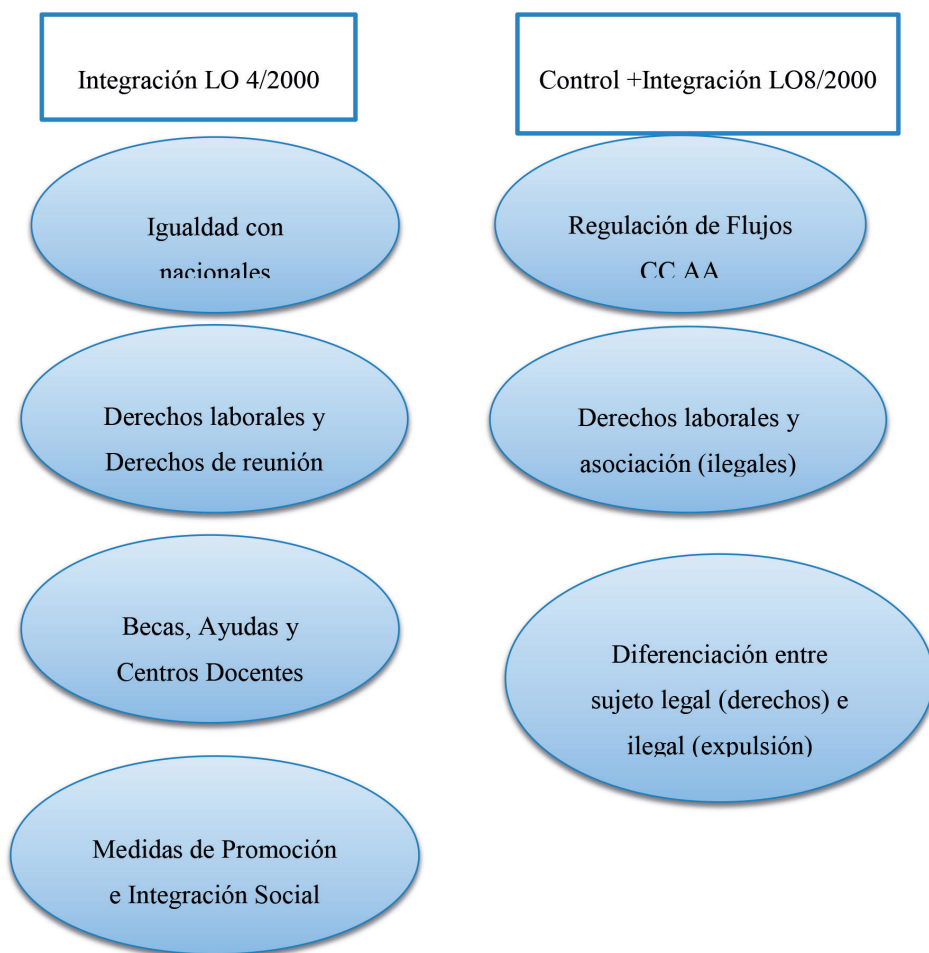 Integración LO 4/2000
Igualdad con
nacionales
Derechos laborales y
Derechos de reunión
Becas, Ayudas y
Centros Docentes
Medidas de Promoción
e Integración Social
Control +Integración LO8/2000
Regulación de Flujos
CC AA
Derechos laborales y
asociación (ilegales)
Diferenciación entre
sujeto legal (derechos) e
ilegal (expulsión)